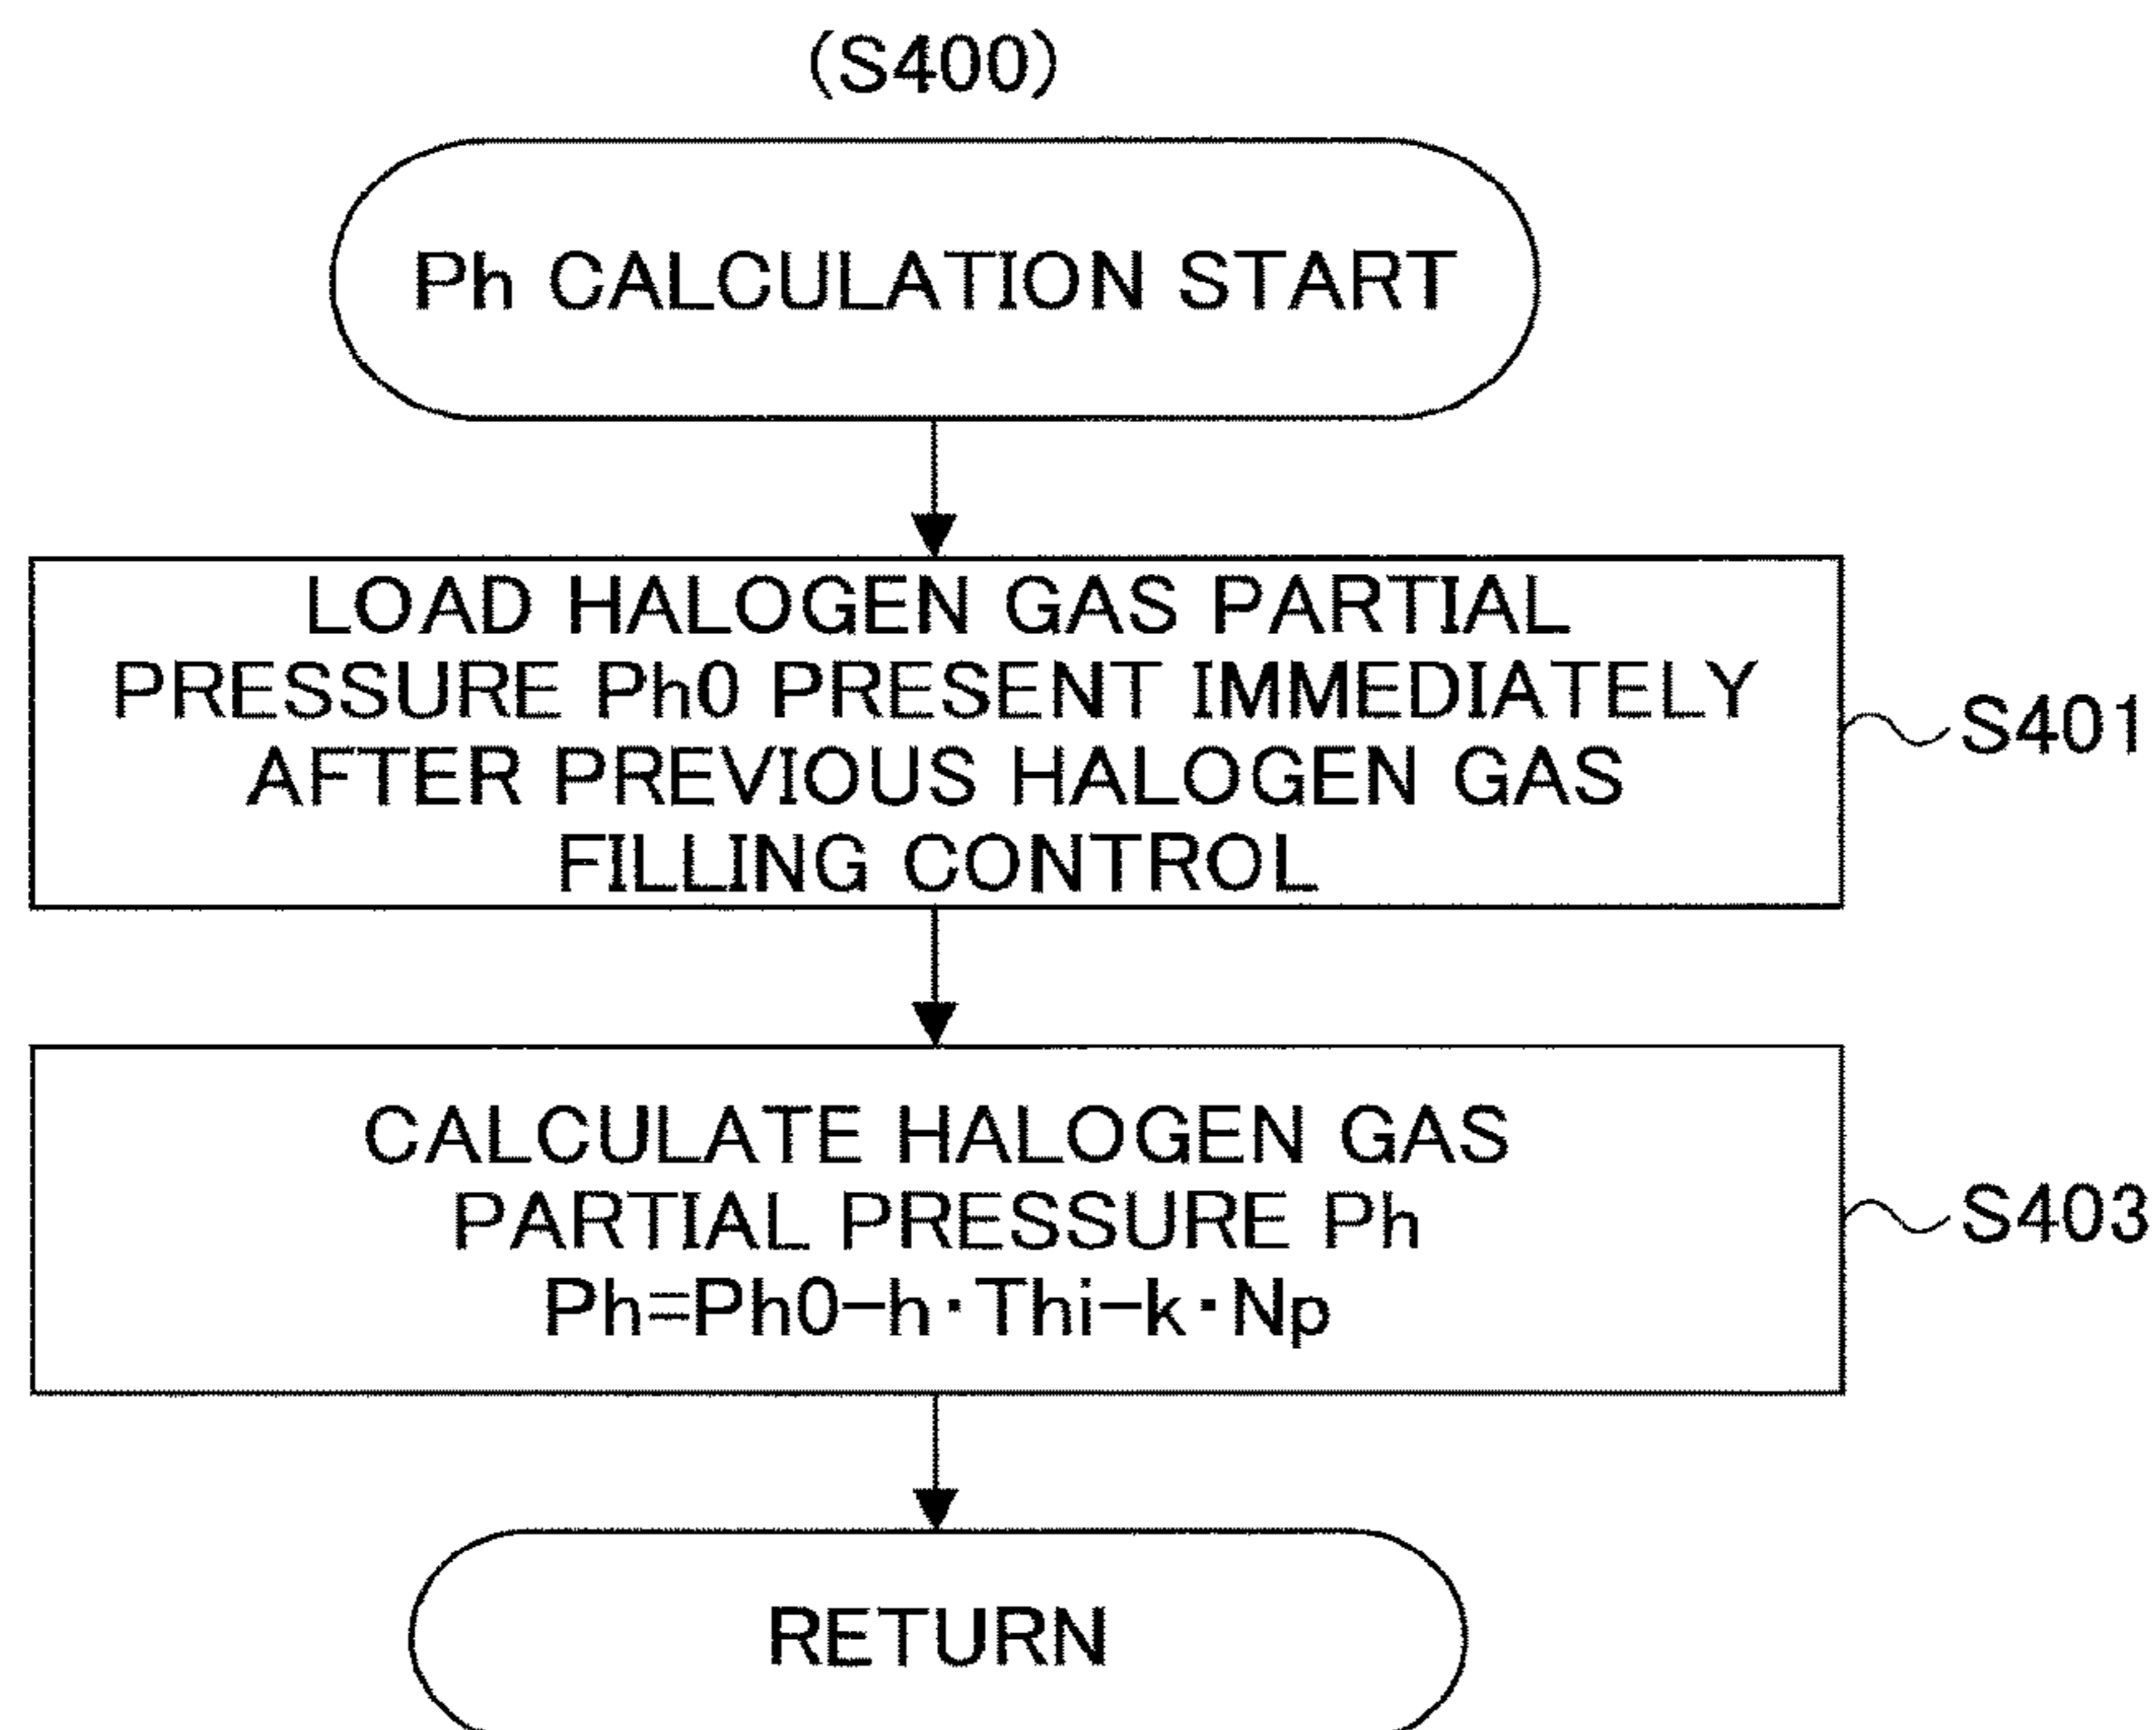 (S400)
Ph CALCULATION START
LOAD HALOGEN GAS PARTIAL
PRESSURE Ph0 PRESENT IMMEDIATELY
AFTER PREVIOUS HALOGEN GAS
FILLING CONTROL
S401
CALCULATE HALOGEN GAS
PARTIAL PRESSURE Ph
Ph=Ph0-h·Thi-k·Np
S403
RETURN